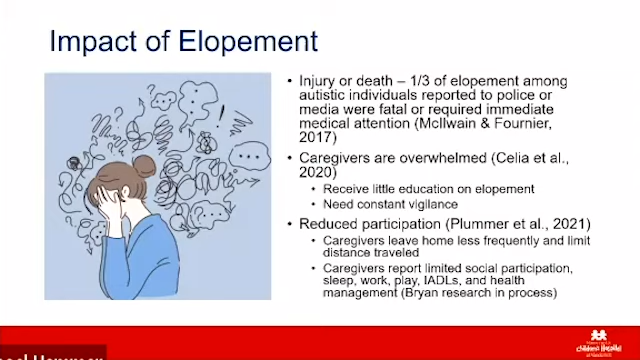 Impact of Elopement
• Injury or death – 1/3 of elopement among
autistic individuals reported to police or
media were fatal or required immediate
medical attention (McIlwain & Fournier,
2017)
• Caregivers are overwhelmed (Celia et al.,
2020)
• Receive little education on elopement
• Need constant vigilance
• Reduced participation (Plummer et al., 2021)
• Caregivers leave home less frequently and limit
distance traveled
• Caregivers report limited social participation,
sleep, work, play, IADLs, and health
management (Bryan research in process)